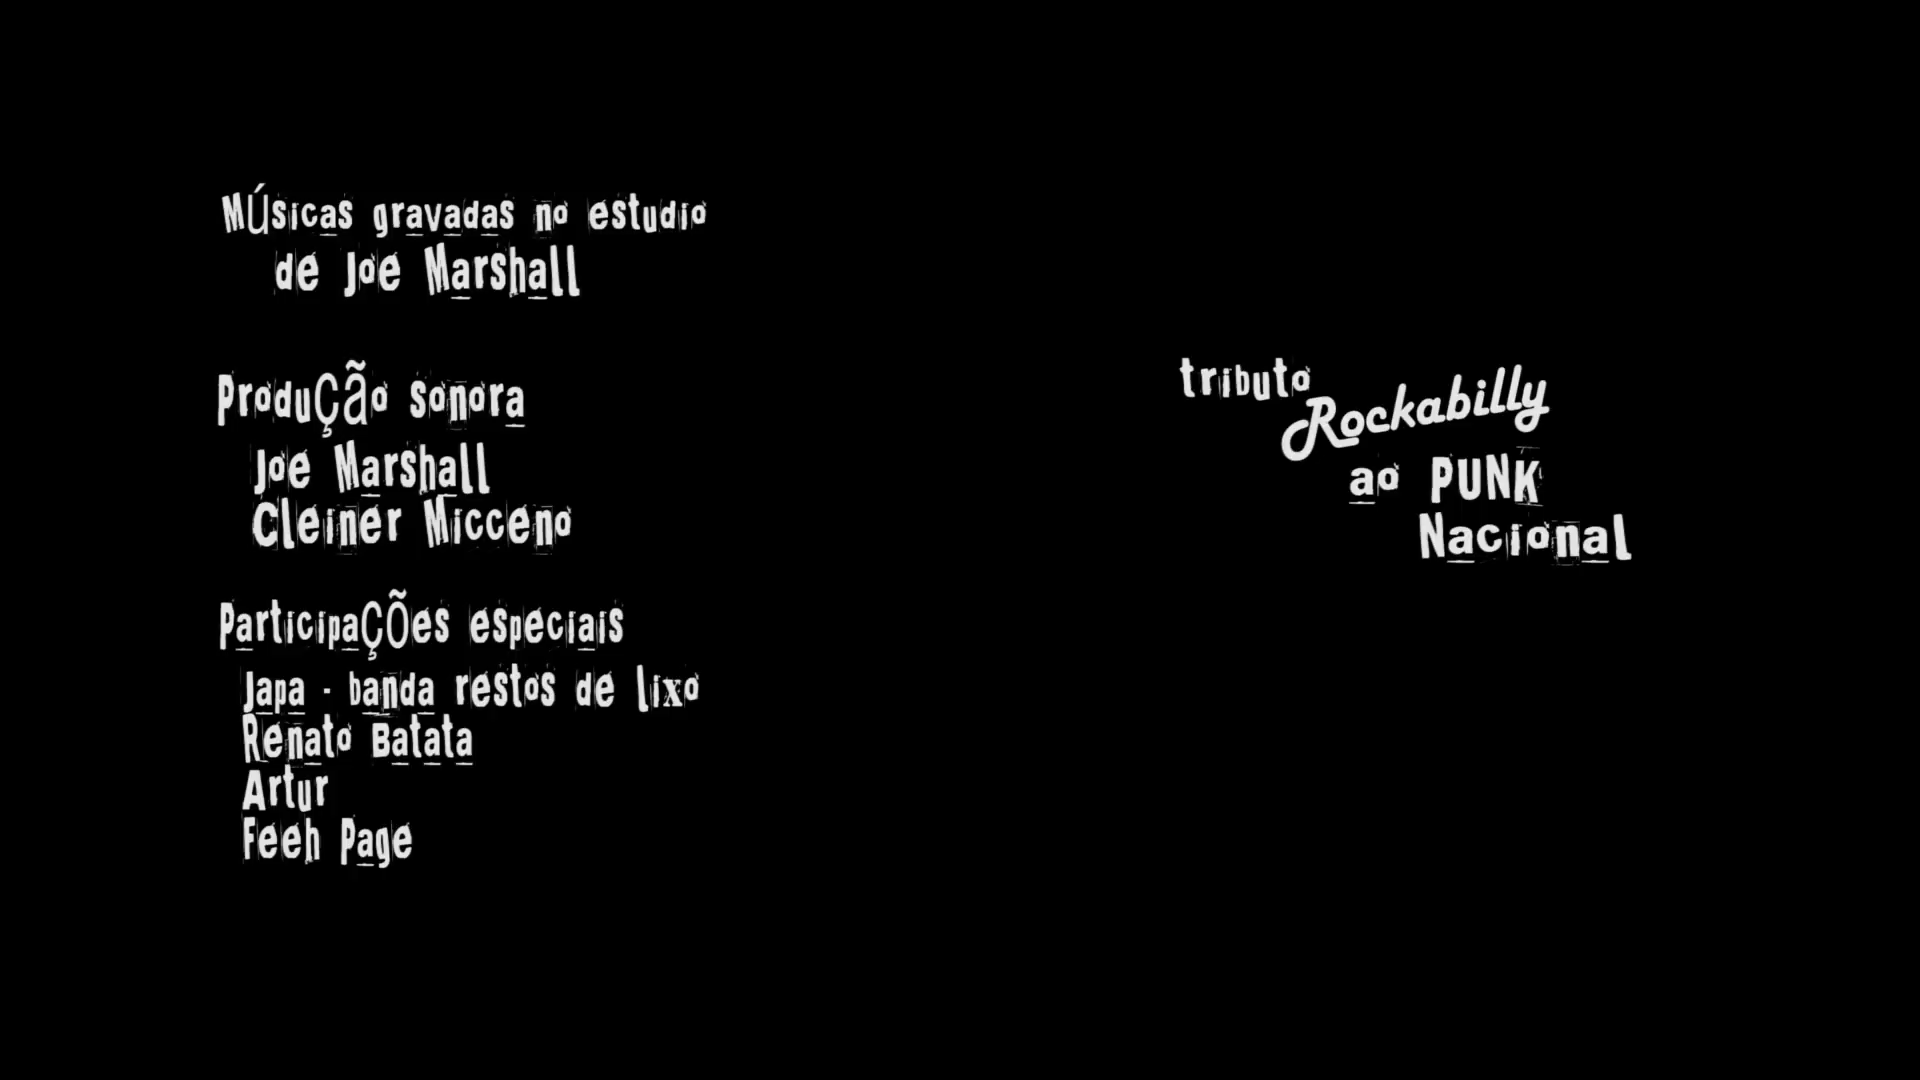 Músicas gravadas no estudio
de Joe Marshall
Produção sonora
Joe Marshall
Cleiner Micceno
Participações especiais
Japa - banda restos de lixo
Renato Batata
Artur
Feeh Page
tributo
Rockabilly
ao PUNK
Nacional